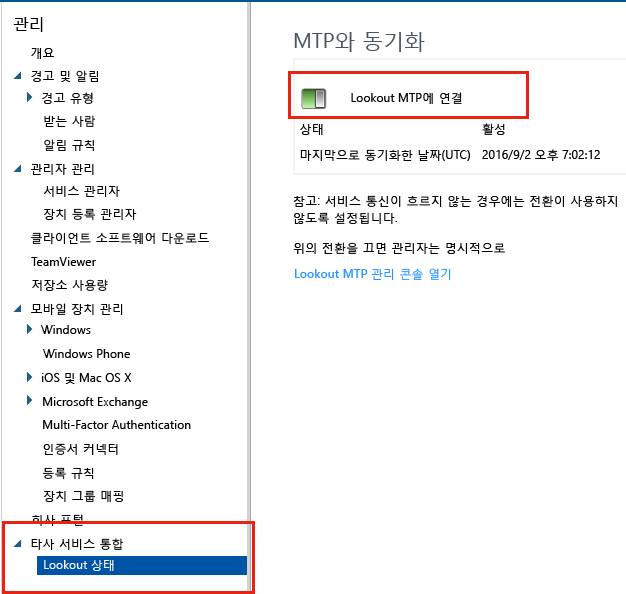 관리
개요
경고 및 알림
경고 유형
받는 사람
알림 규칙
관리자 관리
서비스 관리자
장치 등록 관리자
클라이언트 소프트웨어 다운로드
TeamViewer
저장소 사용량
모바일 장치 관리
Windows
Windows Phone
iOS 및 Mac OS X
Microsoft Exchange
Multi-Factor Authentication
인증서 커넥터
등록 규칙
장치 그룹 매핑
회사 포털
타사 서비스 통합
Lookout 상태
MTP와 동기화
Lookout MTP에 연결
상태 활성
마지막으로 동기화한 날짜(UTC) 2016/9/2 오후 7:02:12
참고: 서비스 통신이 흐르지 않는 경우에는 전환이 사용하지
않도록 설정됩니다.
위의 전환을 끄면 관리자는 명시적으로
Lookout MTP 관리 콘솔 열기